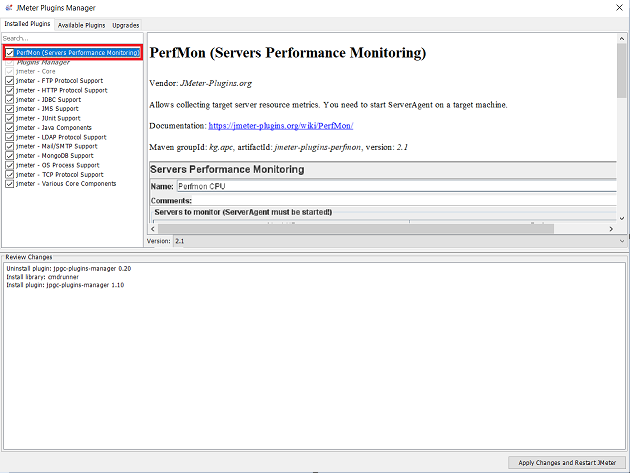 JMeter Plugins Manager
Installed Plugins Available Plugins Upgrades
Search...
PerfMon (Servers Performance Monitoring)
Plugins Manager
jmeter - Core
jmeter - FTP Protocol Support
jmeter - HTTP Protocol Support
jmeter - JDBC Support
jmeter - JMS Support
jmeter - JUnit Support
jmeter - Java Components
jmeter - LDAP Protocol Support
jmeter - Mail/SMTP Support
jmeter - MongoDB Support
jmeter - OS Process Support
jmeter - TCP Protocol Support
jmeter - Various Core Components
PerfMon (Servers Performance Monitoring)
Vendor: JMeter-Plugins.org
Allows collecting target server resource metrics. You need to start ServerAgent on a target machine.
Documentation: https://jmeter-plugins.org/wiki/PerfMon/
Maven groupId: kg.apc, artifactId: jmeter-plugins-perfmon, version: 2.1
Servers Performance Monitoring
Name: Perfmon CPU
Comments:
Servers to monitor (ServerAgent must be started!)
Version: 2.1
Review Changes
Uninstall plugin: jpgc-plugins-manager 0.20
Install library: cmdrunner
Install plugin: jpgc-plugins-manager 1.10
Apply Changes and Restart JMeter